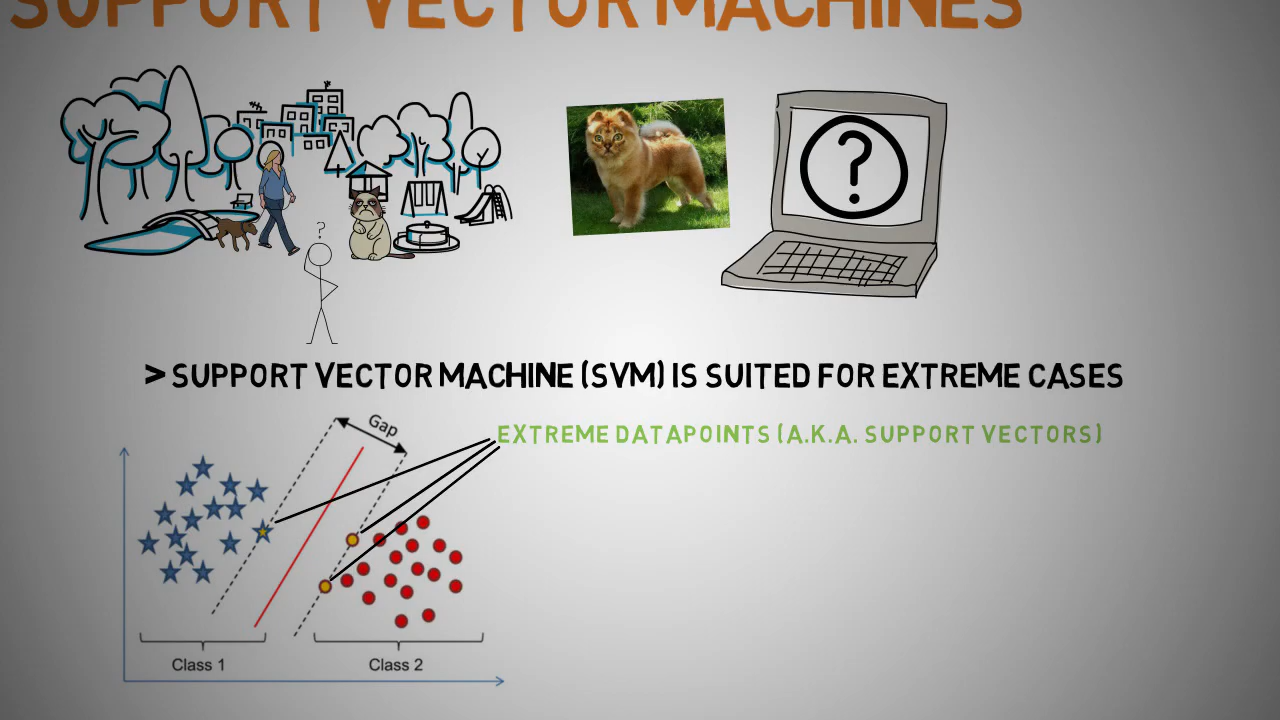 SUPPORT VECTOR MACHINES
?
?
> SUPPORT VECTOR MACHINE (SVM) IS SUITED FOR EXTREME CASES
Gap
EXTREME DATAPOINTS (A.K.A. SUPPORT VECTORS)
Class 1
Class 2